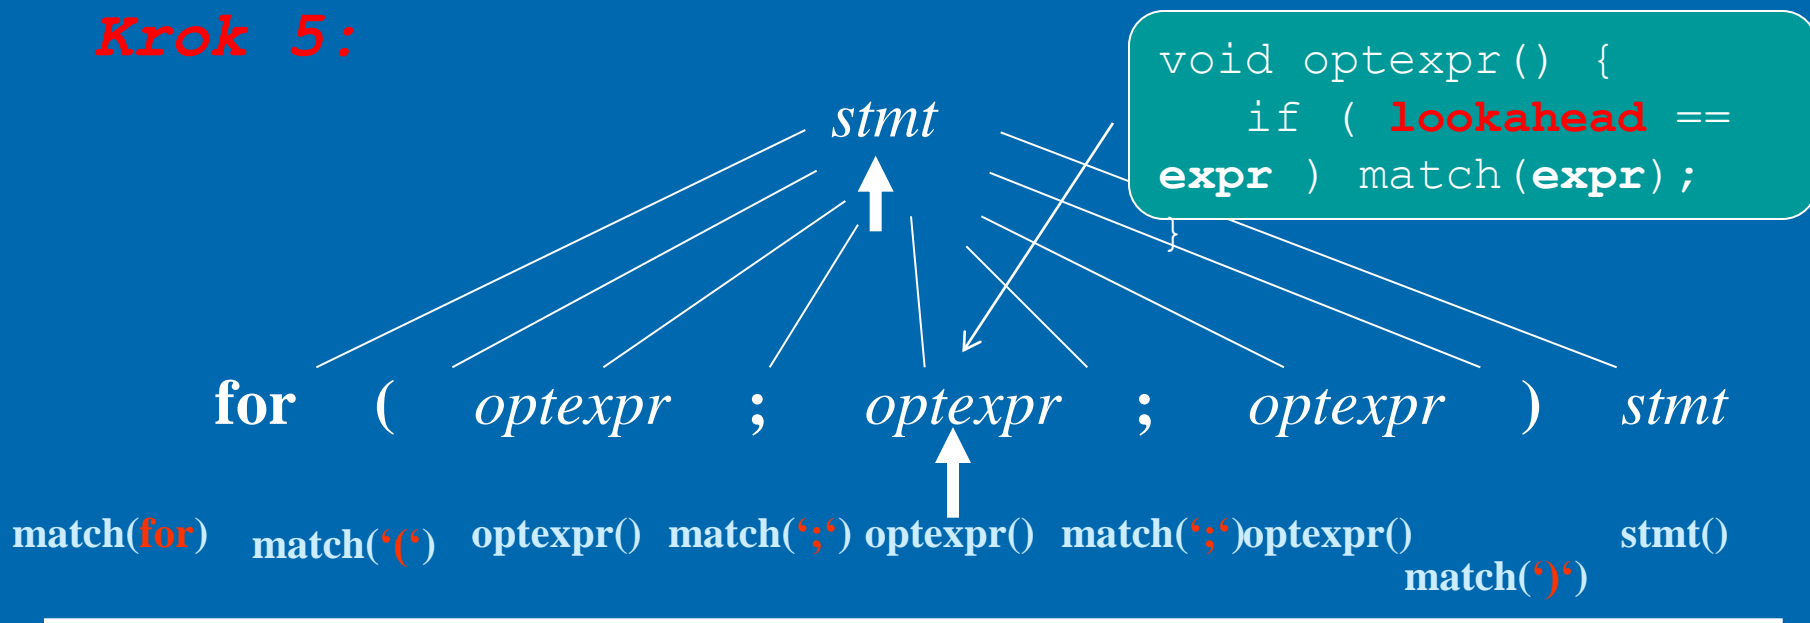 Krok 5:
void optexpr() {
if ( lookahead ==
expr ) match(expr);
}
stmt
for ( optexpr ; optexpr ; optexpr ) stmt
match(for) match(‘(‘) optexpr() match(‘;‘) optexpr() match(‘;‘)optexpr() match(‘)‘) stmt()